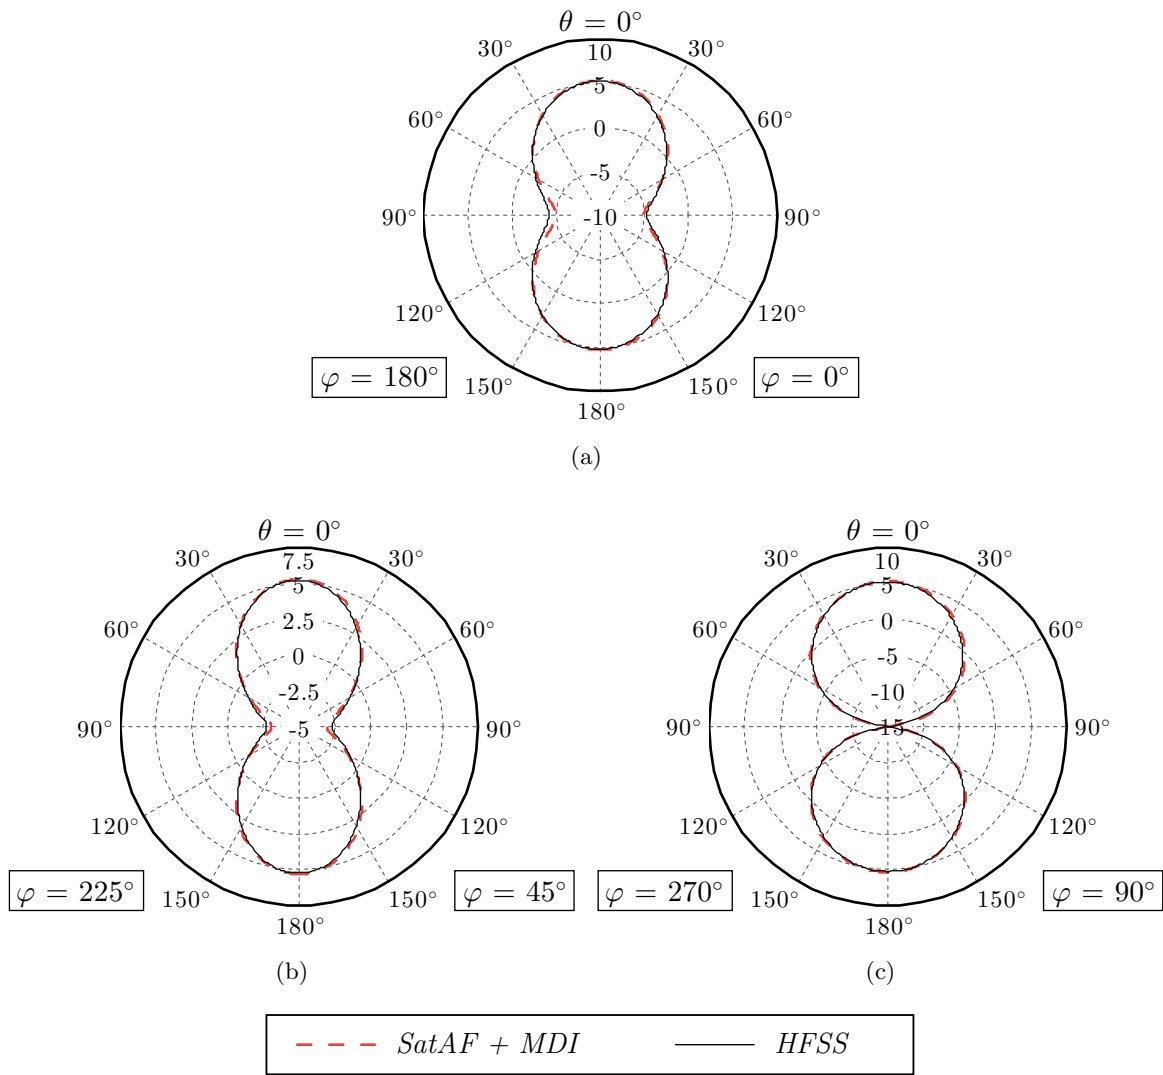 θ = 0°
30° 10 30°
5
60° 0 60°
-5
90° -10 90°
120° 120°
φ = 180° 150° 150° φ = 0°
180°
(a)
θ = 0° θ = 0°
30° 7.5 30° 30° 10 30°
5 5
60° 2.5 60° 60° 0 60°
0 -5
-2.5 -10
90° -5 90° 90° 15 90°
120° 120° 120° 120°
φ = 225° 150° 150° φ = 45° φ = 270° 150° 150° φ = 90°
180° 180°
(b) (c)
SatAF + MDI HFSS